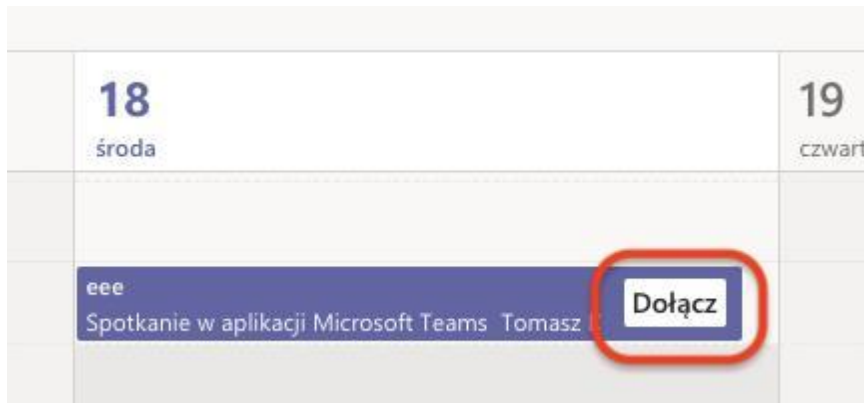 18
19
środa
czwart
eee
Spotkanie w aplikacji Microsoft Teams Tomasz
Dołącz